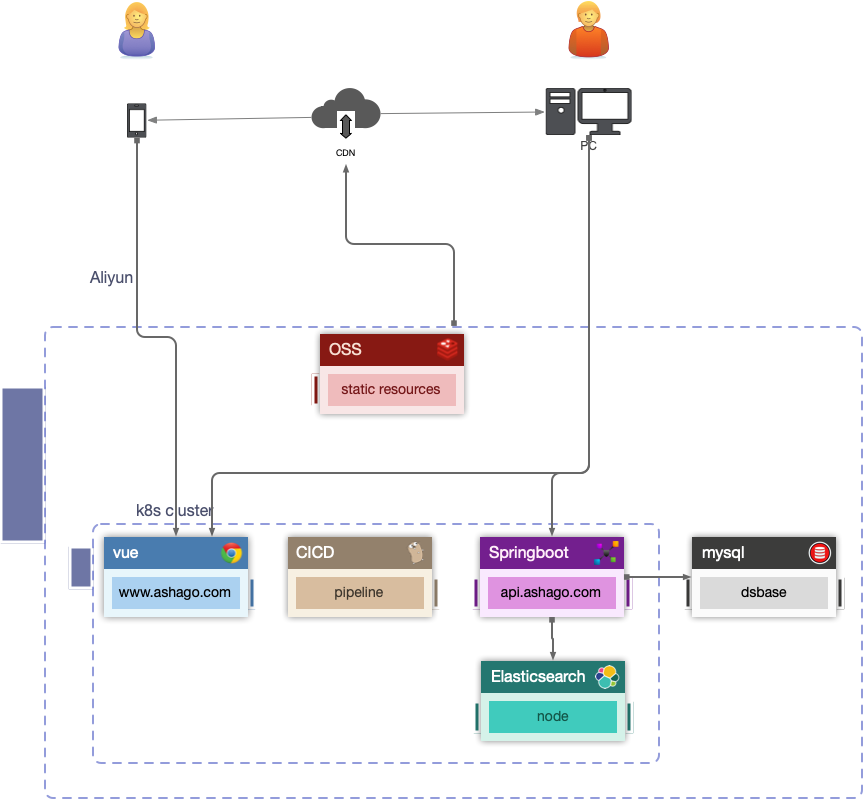 CDN
PC
Aliyun
OSS
static resources
k8s cluster
vue
www.ashago.com
CICD
pipeline
Springboot
api.ashago.com
mysql
dsbase
Elasticsearch
node